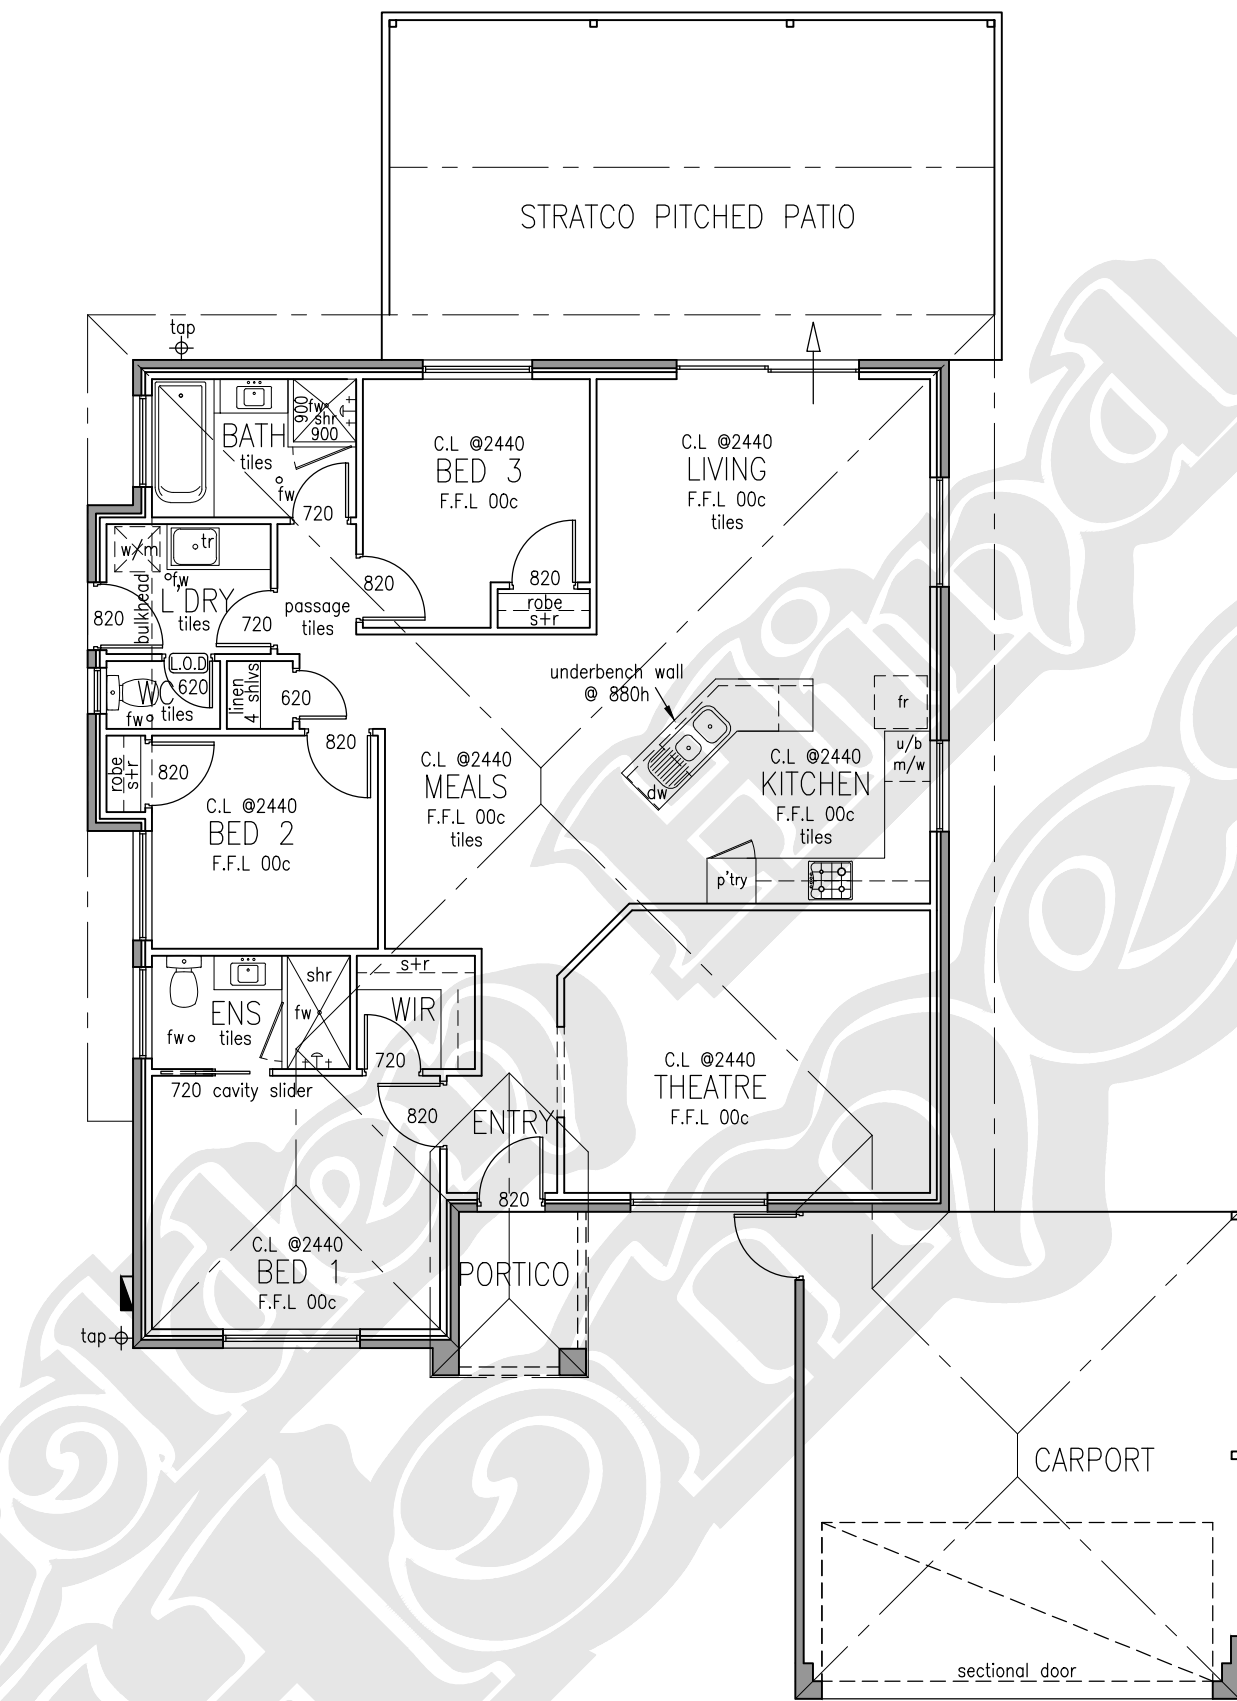 STRATCO PITCHED PATIO
tap
900
fw
shr
900
BATH
tiles
fw
720
C.L @2440
BED 3
F.F.L 00c
C.L @2440
LIVING
F.F.L 00c
tiles
w/m
tr
f.w
bulkhead
L'DRY
tiles
820
720
passage
tiles
820
820
robe
s+r
L.O.D
620
WC
tiles
fw
linen
4 shlvs
620
820
underbench wall
@ 880h
fr
u/b
m/w
dw
C.L @2440
KITCHEN
F.F.L 00c
tiles
p'try
C.L @2440
MEALS
F.F.L 00c
tiles
robe
s+r
820
C.L @2440
BED 2
F.F.L 00c
shr
fw
ENS
tiles
fw
s+r
WIR
720
720 cavity slider
820
ENTRY
820
C.L @2440
THEATRE
F.F.L 00c
C.L @2440
BED 1
F.F.L 00c
PORTICO
tap
CARPORT
sectional door